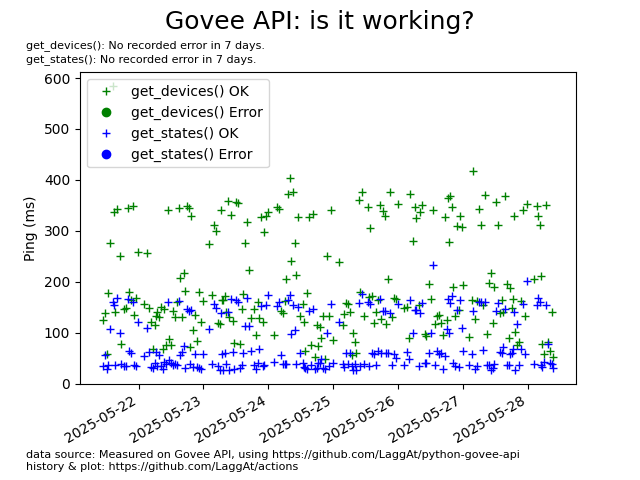 Govee API: is it working?
get_devices(): No recorded error in 7 days.
get_states(): No recorded error in 7 days.
600
500
400
300
200
100
0
Ping (ms)
get_devices() OK
get_devices() Error
get_states() OK
get_states() Error
2025-05-22
2025-05-23
2025-05-24
2025-05-25
2025-05-26
2025-05-27
2025-05-28
data source: Measured on Govee API, using https://github.com/LaggAt/python-govee-api
history & plot: https://github.com/LaggAt/actions